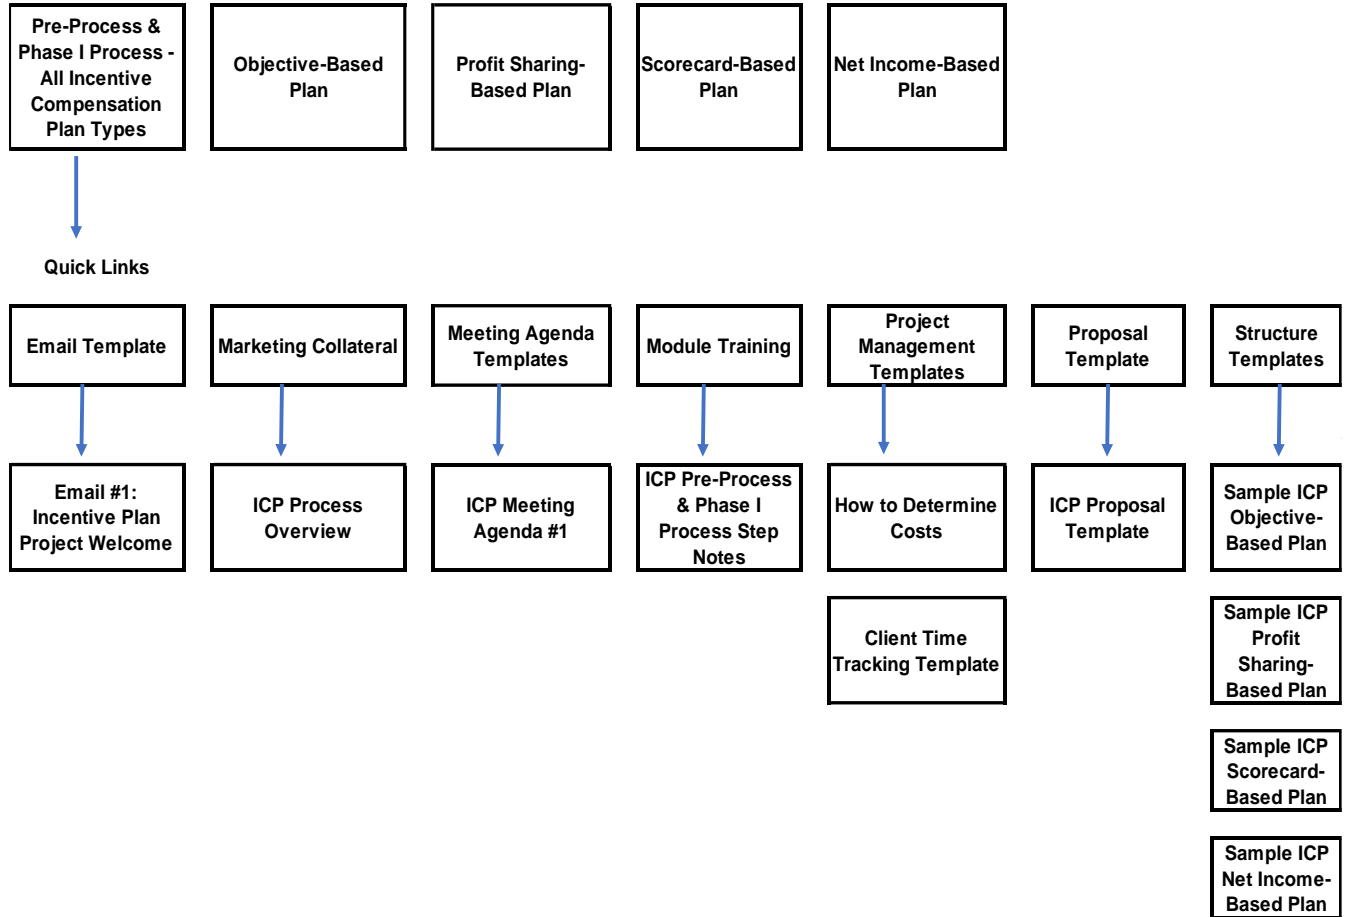 Pre-Process &
Phase I Process -
All Incentive
Compensation
Plan Types
Objective-Based
Plan
Profit Sharing-
Based Plan
Scorecard-Based
Plan
Net Income-Based
Plan
Quick Links
Email Template
Marketing Collateral
Meeting Agenda
Templates
Module Training
Project
Management
Templates
Proposal
Template
Structure
Templates
Email #1:
Incentive Plan
Project Welcome
ICP Process
Overview
ICP Meeting
Agenda #1
ICP Pre-Process
& Phase I
Process Step
Notes
How to Determine
Costs
ICP Proposal
Template
Sample ICP
Objective-
Based Plan
Client Time
Tracking Template
Sample ICP
Profit
Sharing-
Based Plan
Sample ICP
Scorecard-
Based Plan
Sample ICP
Net Income-
Based Plan